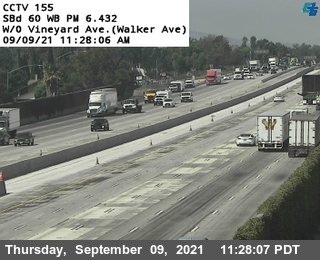 CCTV 155
SBd 60 WB PM 6.432
W/O Vineyard Ave.(Walker Ave)
09/09/21 11:28:06 AM
Thursday, September 09, 2021 11:28:07 PDT